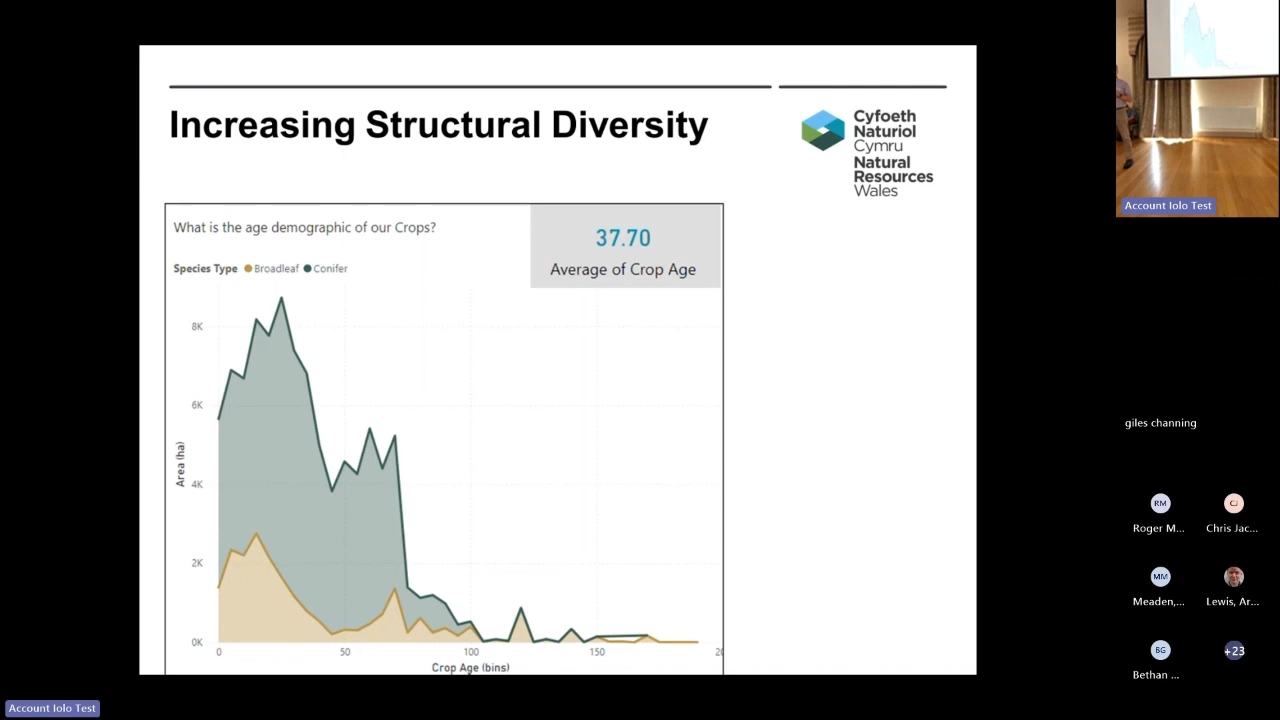 Increasing Structural Diversity
Cyfoeth
Naturiol
Cymru
Natural
Resources
Wales
What is the age demographic of our Crops?
37.70
Average of Crop Age
Species Type Broadleaf Conifer
8K
6K
4K
2K
0K
Area (ha)
0 50 100 150 20
Crop Age (bins)
Account Iolo Test
giles channing
RM CJ
Roger M... Chris Jac...
MM
Meaden,... Lewis, Ar...
BG +23
Bethan ...
Account Iolo Test